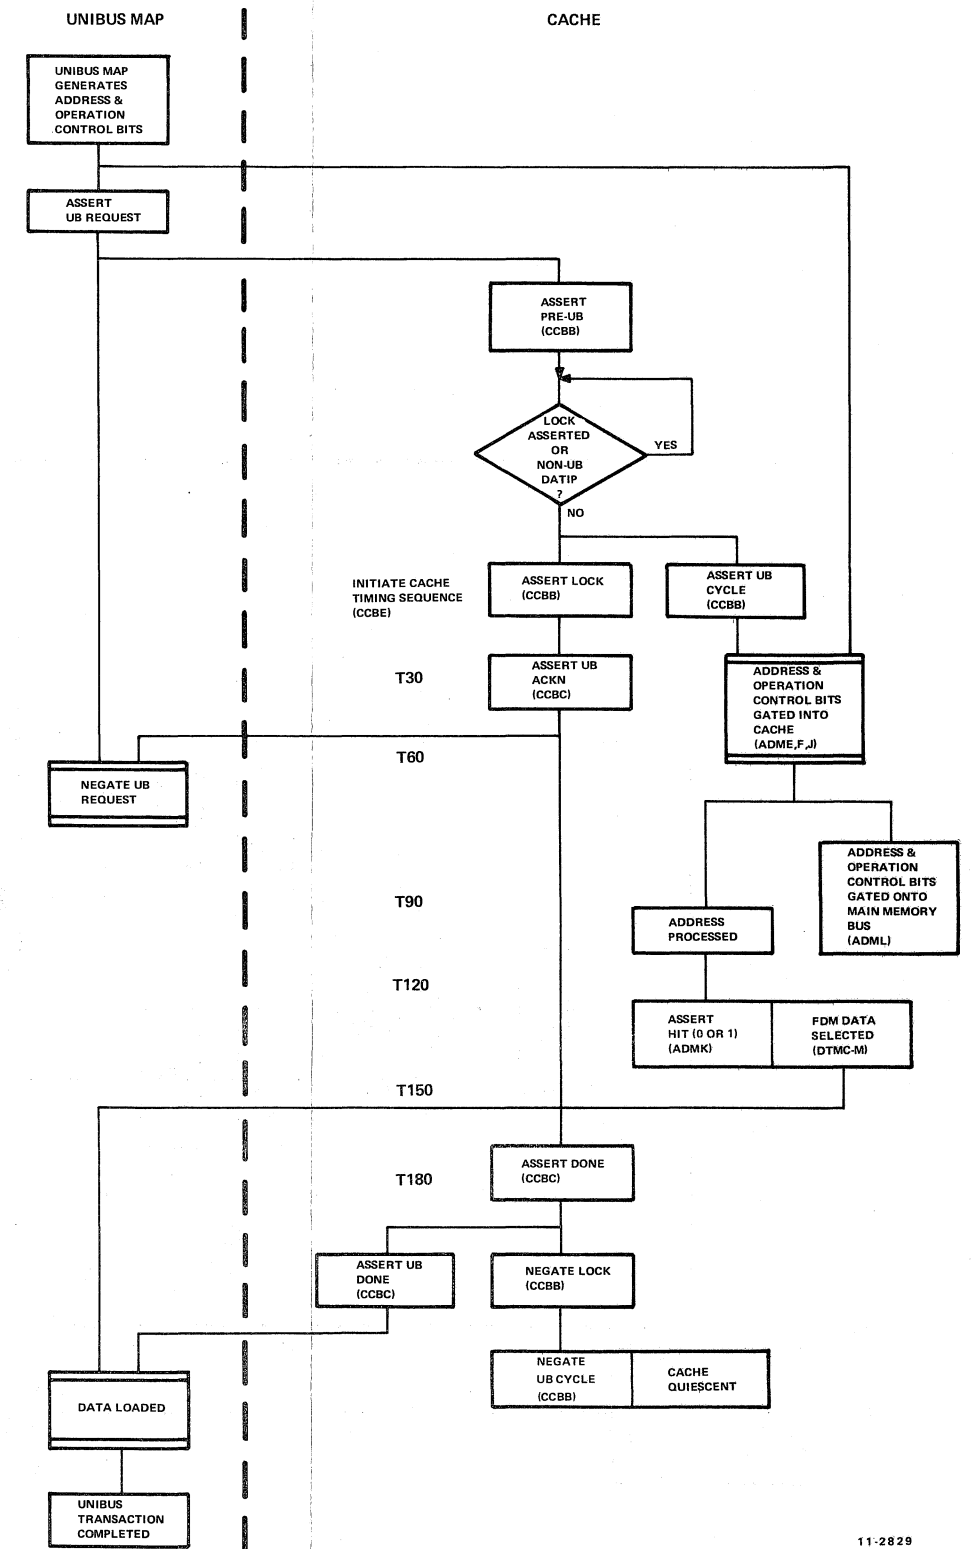 UNIBUS MAP
CACHE
UNIBUS MAP
GENERATES
ADDRESS &
OPERATION
CONTROL BITS
ASSERT
UB REQUEST
ASSERT
PRE-UB
(CCBB)
LOCK
ASSERTED
OR
NON-UB
DATIP
?
YES
NO
INITIATE CACHE
TIMING SEQUENCE
(CCBE)
ASSERT LOCK
(CCBB)
ASSERT UB
CYCLE
(CCBB)
T30
ASSERT UB
ACKN
(CCBC)
ADDRESS &
OPERATION
CONTROL BITS
GATED INTO
CACHE
(ADME,F,J)
T60
NEGATE UB
REQUEST
ADDRESS &
OPERATION
CONTROL BITS
GATED ONTO
MAIN MEMORY
BUS
(ADML)
T90
ADDRESS
PROCESSED
T120
ASSERT
HIT (0 OR 1)
(ADMK)
FDM DATA
SELECTED
(DTMC-M)
T150
ASSERT DONE
(CCBC)
T180
ASSERT UB
DONE
(CCBC)
NEGATE LOCK
(CCBB)
NEGATE
UB CYCLE
(CCBB)
CACHE
QUIESCENT
DATA LOADED
UNIBUS
TRANSACTION
COMPLETED
11-2829